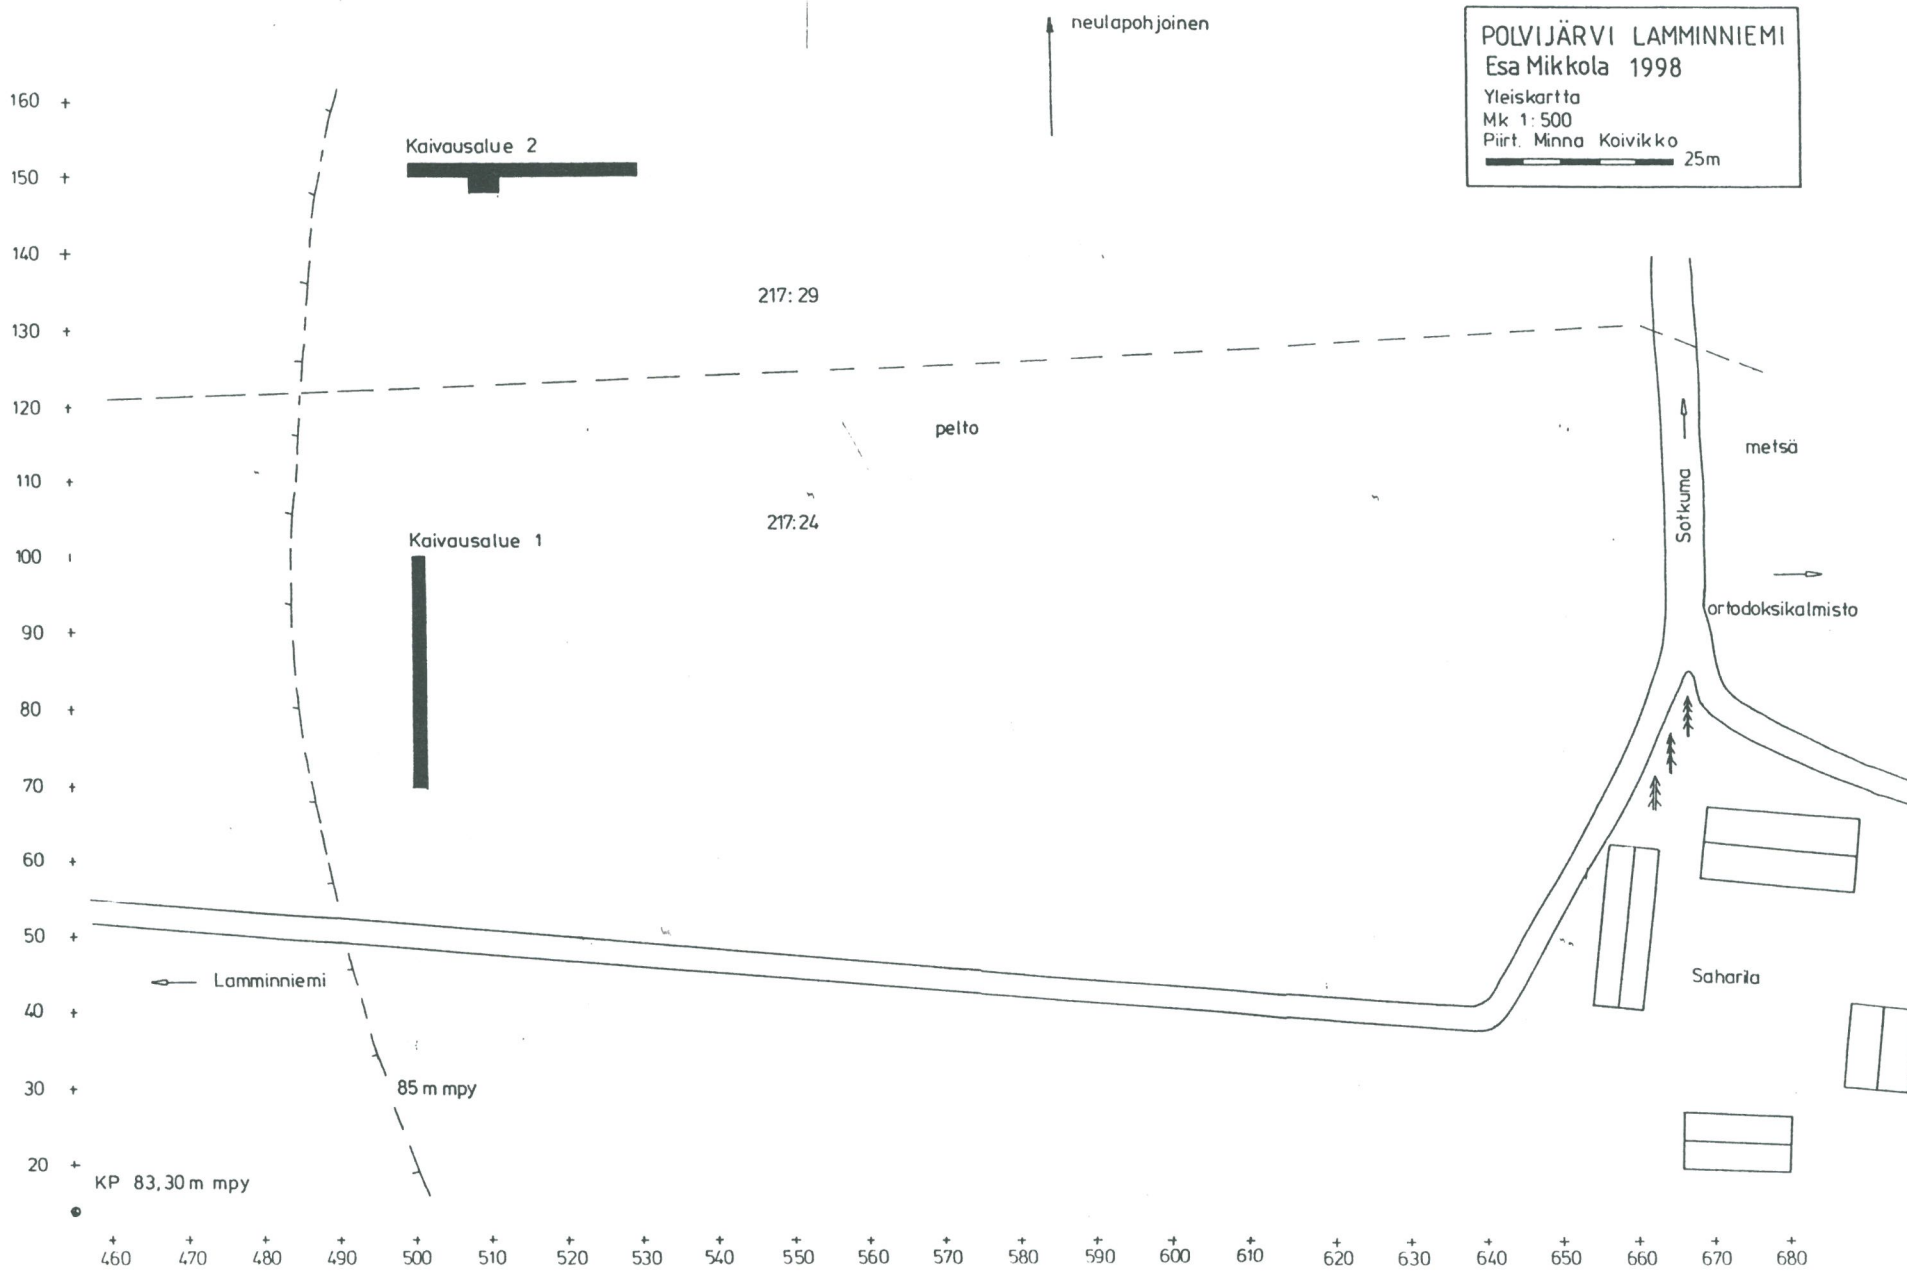 neulapohjoinen
POLVIJÄRVI LAMMINNIEMI
Esa Mikkola 1998
Yleiskartta
Mk 1:500
Piirt. Minna Koivikko
25m
160
Kaivausalue 2
150
140
217:29
130
120
pelto
metsä
110
217:24
Sotkuma
Kaivausalue 1
100
ortodoksikalmisto
90
80
70
60
50
Lamminniemi
Saharila
40
30
85 m mpy
20
KP 83,30 m mpy
460 470 480 490 500 510 520 530 540 550 560 570 580 590 600 610 620 630 640 650 660 670 680